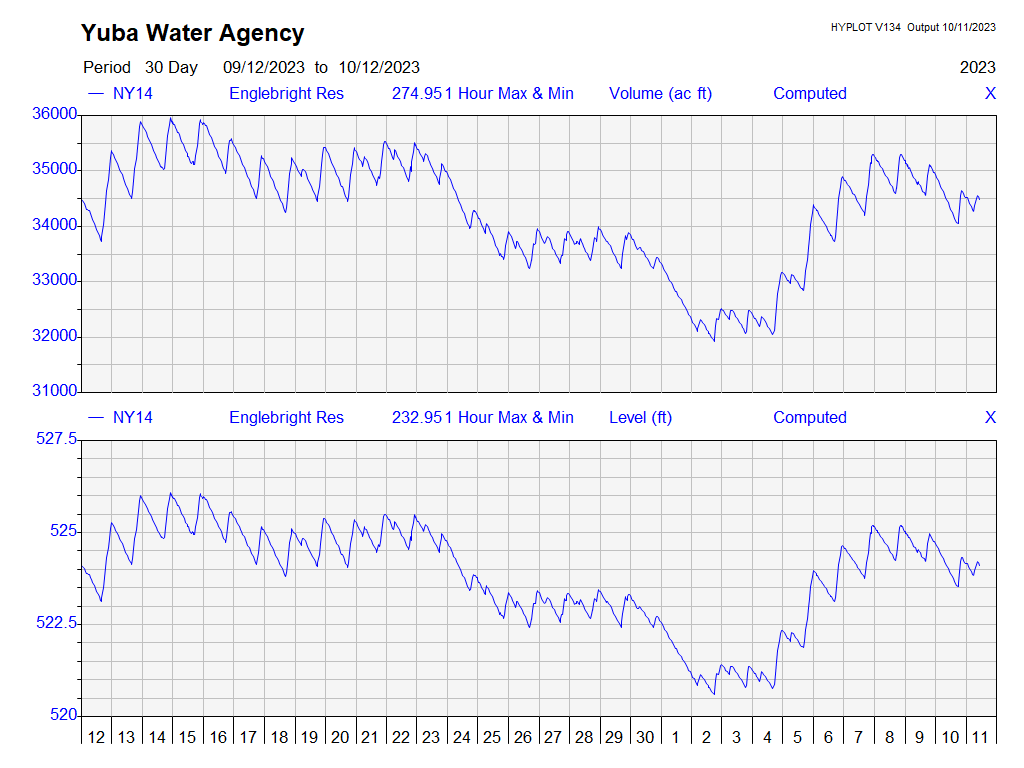 Yuba Water Agency
HYPLOT V134 Output 10/11/2023
Period 30 Day 09/12/2023 to 10/12/2023 2023
NY14 Englebright Res 274.951 Hour Max & Min Volume (ac ft) Computed X
36000
35000
34000
33000
32000
31000
NY14 Englebright Res 232.951 Hour Max & Min Level (ft) Computed X
527.5
525
522.5
520
12 13 14 15 16 17 18 19 20 21 22 23 24 25 26 27 28 29 30 1 2 3 4 5 6 7 8 9 10 11